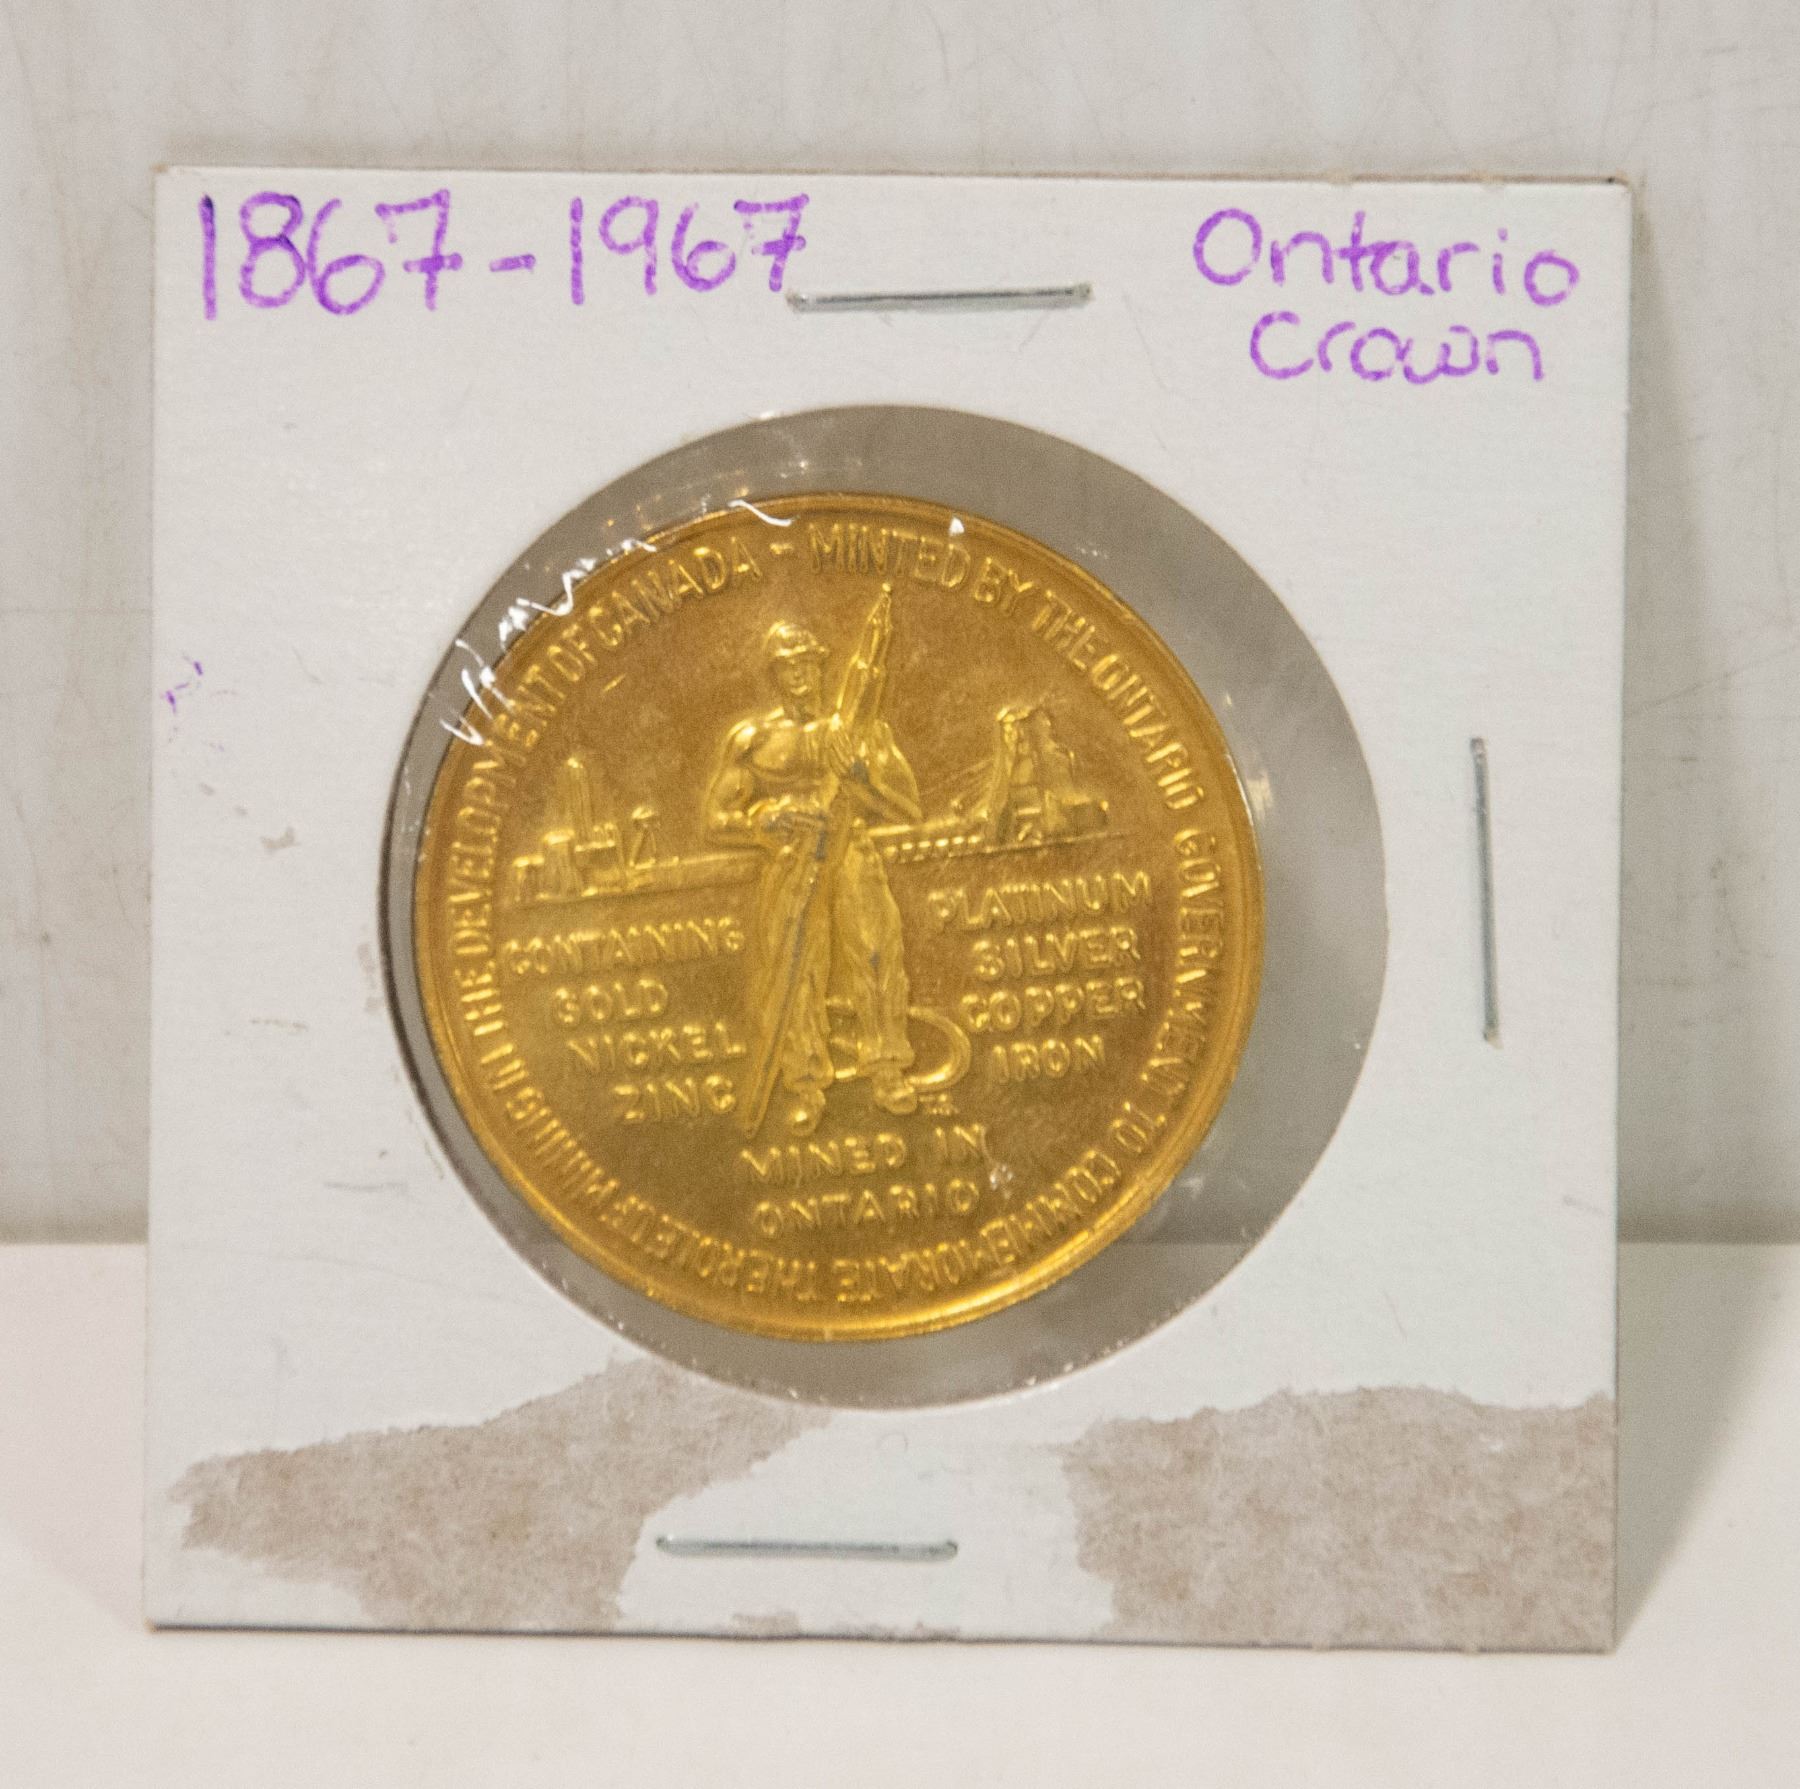 1867-1967
Ontario
Crown
MINTED BY THE ONTARIO GOVERNMENT TO COMMEMORATE THE ROLE OF MINING IN THE DEVELOPMENT OF CANADA -
CONTAINING
GOLD
NICKEL
ZINC
PLATINUM
SILVER
COPPER
IRON
MINED IN
ONTARIO